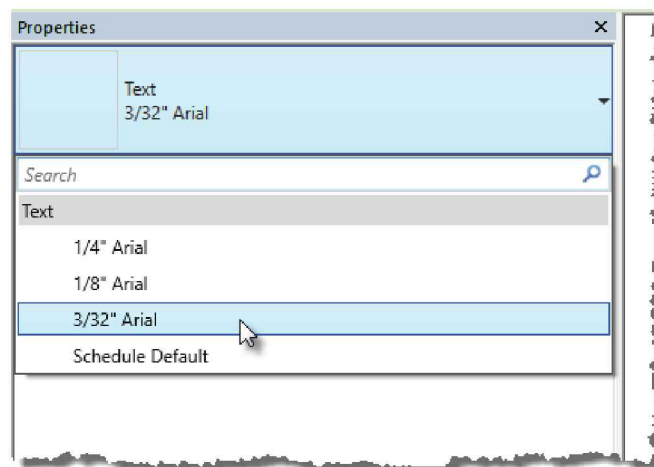 Properties
Text
3/32" Arial
Search
Text
1/4" Arial
1/8" Arial
3/32" Arial
Schedule Default